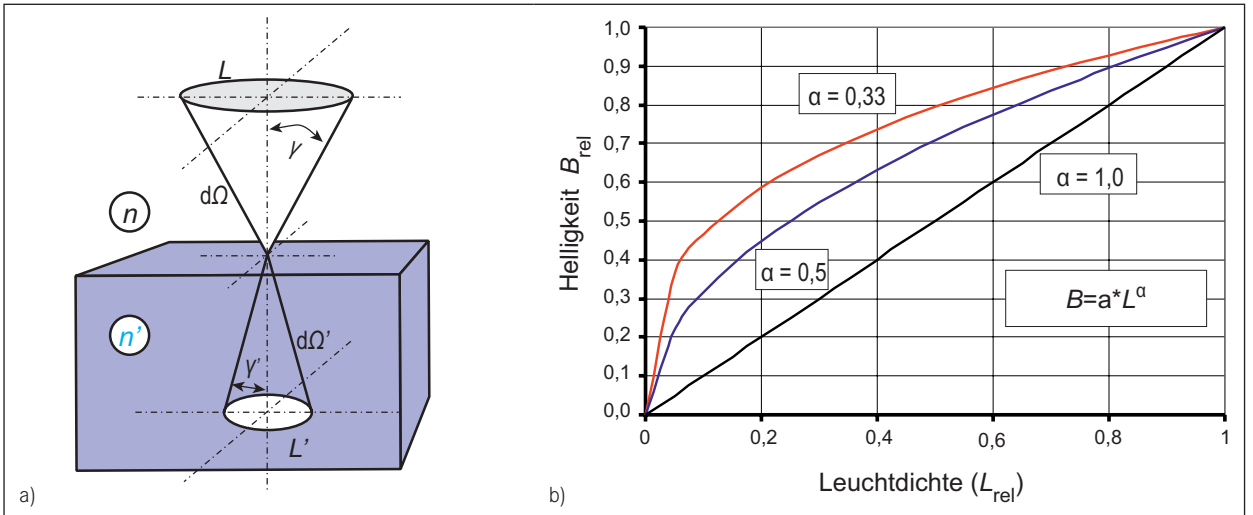 L
γ
dΩ
n
n’
dΩ’
γ’
L’
a)
1,0
0,9
0,8
0,7
0,6
0,5
0,4
0,3
0,2
0,1
0,0
Helligkeit B_rel
α = 0,33
α = 1,0
α = 0,5
B=a*L^α
0
0,2
0,4
0,6
0,8
1
Leuchtdichte (L_rel)
b)